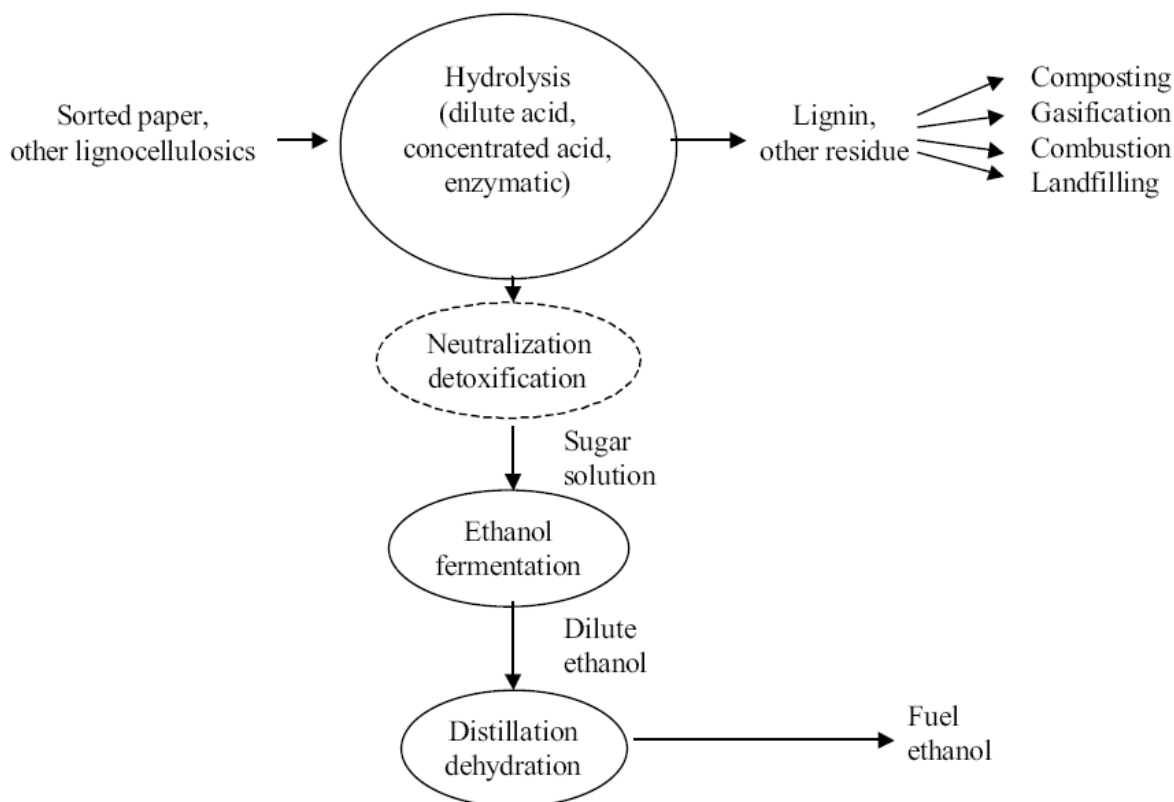 Sorted paper,
other lignocellulosics
Hydrolysis
(dilute acid,
concentrated acid,
enzymatic)
Lignin,
other residue
Composting
Gasification
Combustion
Landfilling
Neutralization
detoxification
Sugar
solution
Ethanol
fermentation
Dilute
ethanol
Distillation
dehydration
Fuel
ethanol